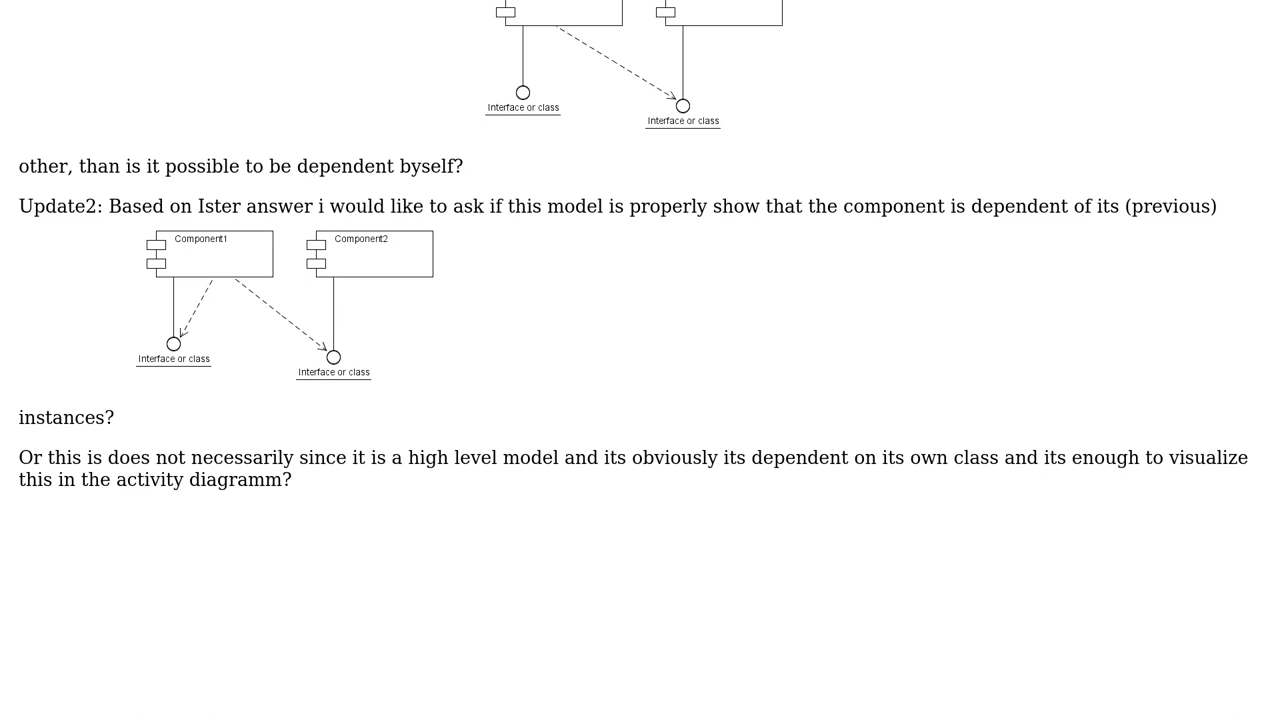 Interface or class
Interface or class
other, than is it possible to be dependent byself?
Update2: Based on Ister answer i would like to ask if this model is properly show that the component is dependent of its (previous)
Component1
Component2
Interface or class
Interface or class
instances?
Or this is does not necessarily since it is a high level model and its obviously its dependent on its own class and its enough to visualize
this in the activity diagramm?